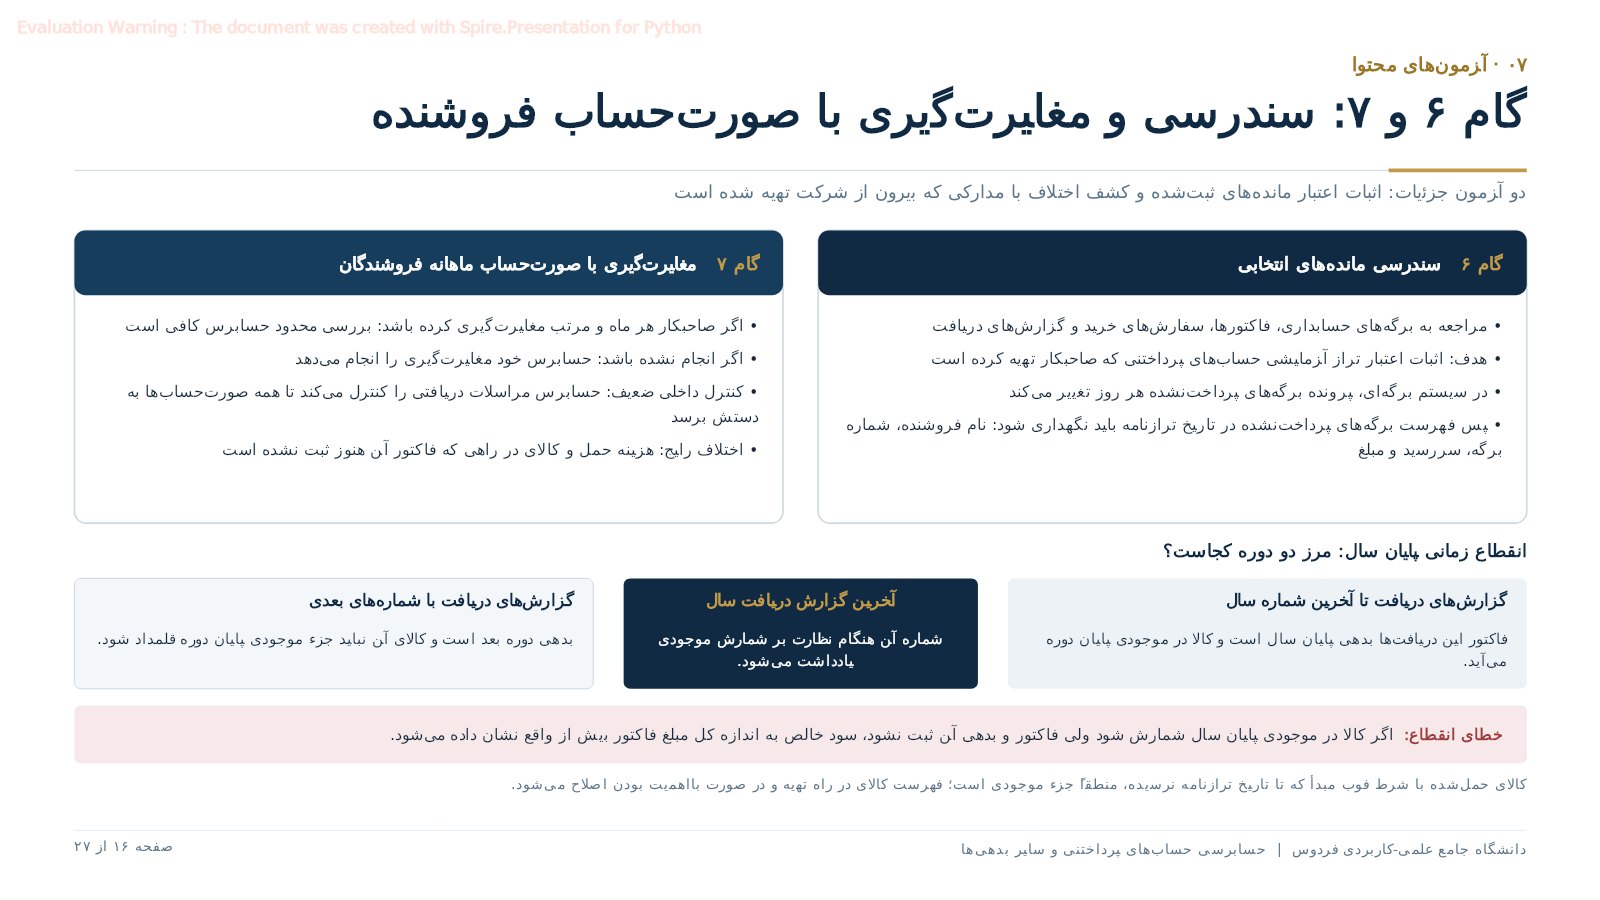 Evaluation Warning : The document was created with Spire.Presentation for Python
۰۷ · آزمون‌های محتوا
گام ۶ و ۷: سندرسی و مغایرت‌گیری با صورت‌حساب فروشنده
دو آزمون جزئیات: اثبات اعتبار مانده‌های ثبت‌شده و کشف اختلاف با مدارکی که بیرون از شرکت تهیه شده است
گام ۶ سندرسی مانده‌های انتخابی
• مراجعه به برگه‌های حسابداری، فاکتورها، سفارش‌های خرید و گزارش‌های دریافت
• هدف: اثبات اعتبار تراز آزمایشی حساب‌های پرداختنی که صاحبکار تهیه کرده است
• در سیستم برگه‌ای، پرونده برگه‌های پرداخت‌نشده هر روز تغییر می‌کند
• پس فهرست برگه‌های پرداخت‌نشده در تاریخ ترازنامه باید نگهداری شود: نام فروشنده، شماره
برگه، سررسید و مبلغ
گام ۷ مغایرت‌گیری با صورت‌حساب ماهانه فروشندگان
• اگر صاحبکار هر ماه و مرتب مغایرت‌گیری کرده باشد: بررسی محدود حسابرس کافی است
• اگر انجام نشده باشد: حسابرس خود مغایرت‌گیری را انجام می‌دهد
• کنترل داخلی ضعیف: حسابرس مراسلات دریافتی را کنترل می‌کند تا همه صورت‌حساب‌ها به
دستش برسد
• اختلاف رایج: هزینه حمل و کالای در راهی که فاکتور آن هنوز ثبت نشده است
انقطاع زمانی پایان سال: مرز دو دوره کجاست؟
گزارش‌های دریافت تا آخرین شماره سال
فاکتور این دریافت‌ها بدهی پایان سال است و کالا در موجودی پایان دوره
می‌آید.
آخرین گزارش دریافت سال
شماره آن هنگام نظارت بر شمارش موجودی
یادداشت می‌شود.
گزارش‌های دریافت با شماره‌های بعدی
بدهی دوره بعد است و کالای آن نباید جزء موجودی پایان دوره قلمداد شود.
خطای انقطاع: اگر کالا در موجودی پایان سال شمارش شود ولی فاکتور و بدهی آن ثبت نشود، سود خالص به اندازه کل مبلغ فاکتور بیش از واقع نشان داده می‌شود.
کالای حمل‌شده با شرط فوب مبدأ که تا تاریخ ترازنامه نرسیده، منطقاً جزء موجودی است؛ فهرست کالای در راه تهیه و در صورت بااهمیت بودن اصلاح می‌شود.
دانشگاه جامع علمی-کاربردی فردوس | حسابرسی حساب‌های پرداختنی و سایر بدهی‌ها
صفحه ۱۶ از ۲۷